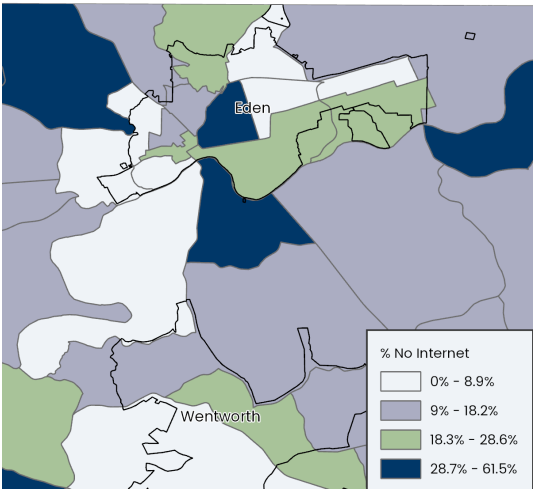 Eden
Wentworth
% No Internet
0% - 8.9%
9% - 18.2%
18.3% - 28.6%
28.7% - 61.5%